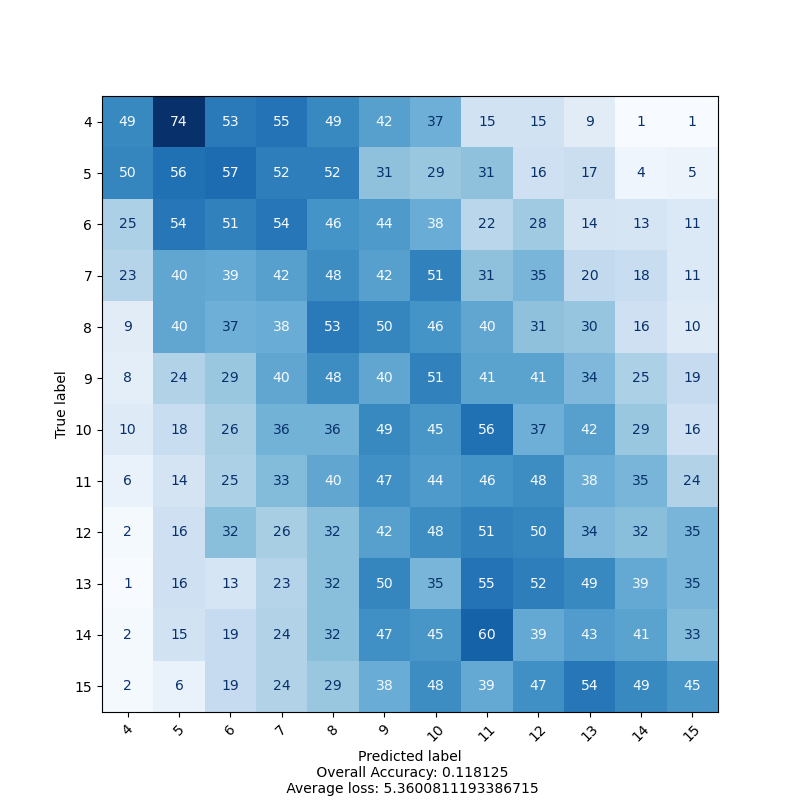 4 49 74 53 55 49 42 37 15 15 9 1 1
5 50 56 57 52 52 31 29 31 16 17 4 5
6 25 54 51 54 46 44 38 22 28 14 13 11
7 23 40 39 42 48 42 51 31 35 20 18 11
8 9 40 37 38 53 50 46 40 31 30 16 10
9 8 24 29 40 48 40 51 41 41 34 25 19
True label
10 10 18 26 36 36 49 45 56 37 42 29 16
11 6 14 25 33 40 47 44 46 48 38 35 24
12 2 16 32 26 32 42 48 51 50 34 32 35
13 1 16 13 23 32 50 35 55 52 49 39 35
14 2 15 19 24 32 47 45 60 39 43 41 33
15 2 6 19 24 29 38 48 39 47 54 49 45
4 5 6 7 8 9 10 11 12 13 14 15
Predicted label
Overall Accuracy: 0.118125
Average loss: 5.3600811193386715